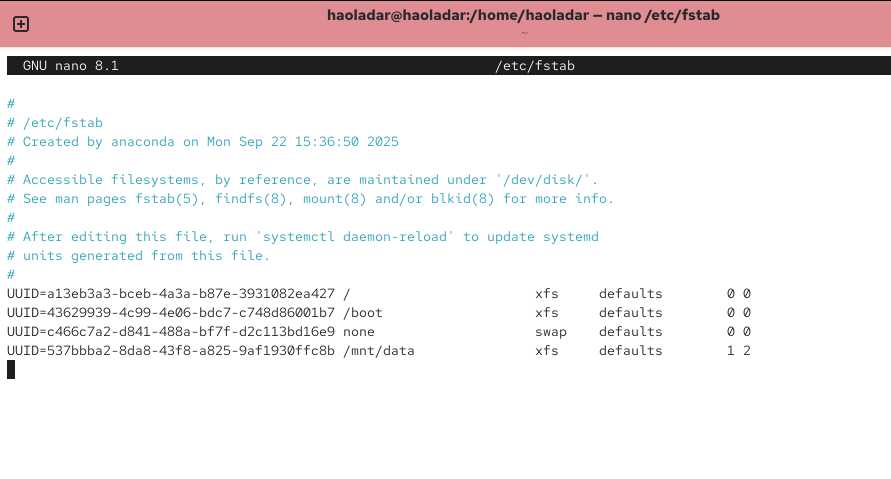 haoladar@haoladar:/home/haoladar — nano /etc/fstab
~
GNU nano 8.1 /etc/fstab
#
# /etc/fstab
# Created by anaconda on Mon Sep 22 15:36:50 2025
#
# Accessible filesystems, by reference, are maintained under '/dev/disk/'.
# See man pages fstab(5), findfs(8), mount(8) and/or blkid(8) for more info.
#
# After editing this file, run 'systemctl daemon-reload' to update systemd
# units generated from this file.
#
UUID=a13eb3a3-bceb-4a3a-b87e-3931082ea427 / xfs defaults 0 0
UUID=43629939-4c99-4e06-bdc7-c748d86001b7 /boot xfs defaults 0 0
UUID=c466c7a2-d841-488a-bf7f-d2c113bd16e9 none swap defaults 0 0
UUID=537bbba2-8da8-43f8-a825-9af1930ffc8b /mnt/data xfs defaults 1 2